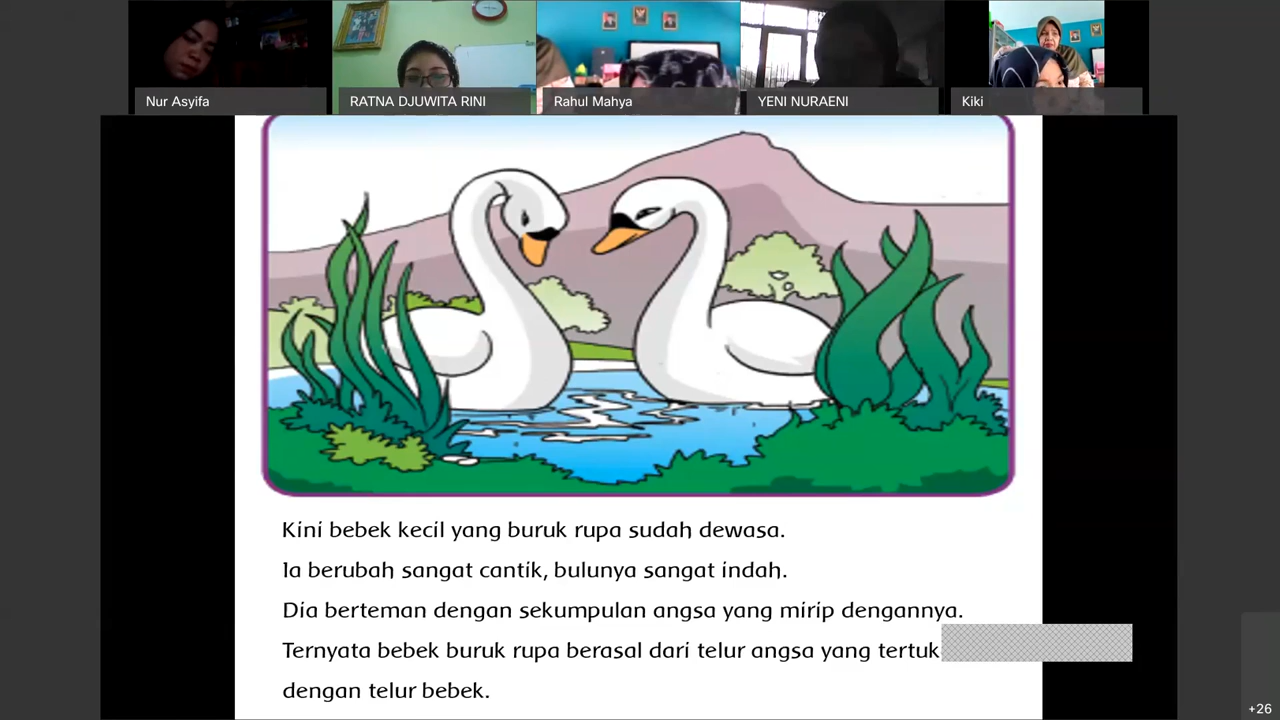 Nur Asyifa
RATNA DJUWITA RINI
Rahul Mahya
YENI NURAENI
Kiki
Kini bebek kecil yang buruk rupa sudah dewasa.
Ia berubah sangat cantik, bulunya sangat indah.
Dia berteman dengan sekumpulan angsa yang mirip dengannya.
Ternyata bebek buruk rupa berasal dari telur angsa yang
dengan telur bebek.
+26